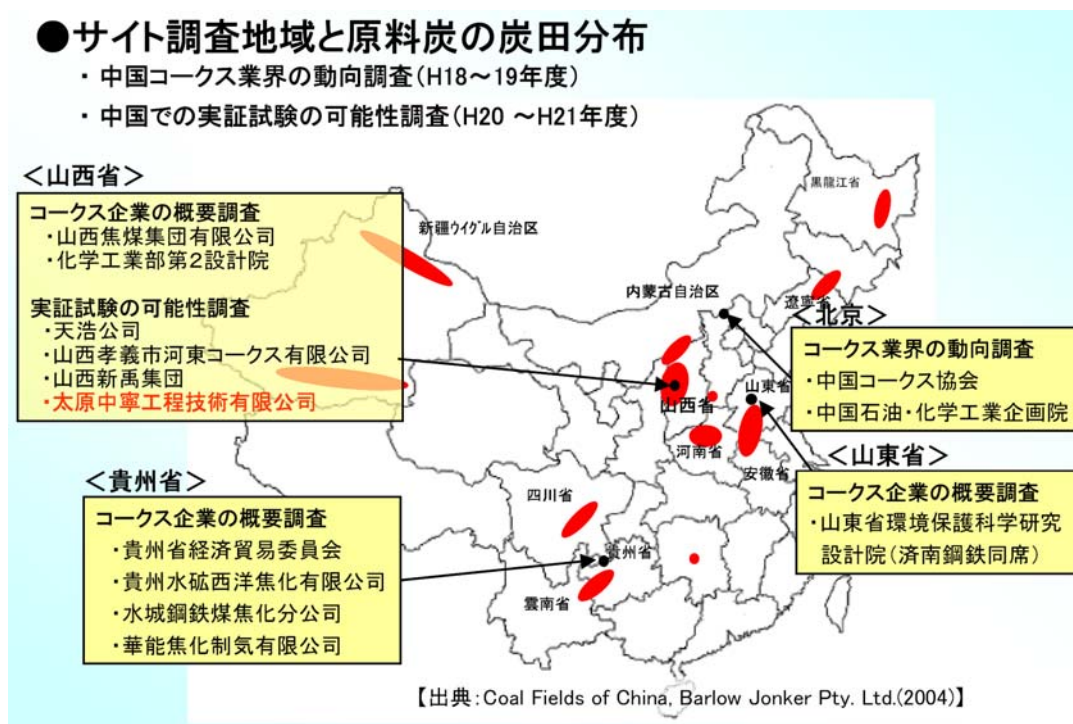 ●サイト調査地域と原料炭の炭田分布
・中国コークス業界の動向調査(H18～19年度)
・中国での実証試験の可能性調査(H20 ～H21年度)
＜山西省＞
コークス企業の概要調査
・山西焦煤集団有限公司
・化学工業部第2設計院
実証試験の可能性調査
・天浩公司
・山西孝義市河東コークス有限公司
・山西新禹集団
・太原中寧工程技術有限公司
新疆ウイグル自治区
黒龍江省
内蒙古自治区
遼寧省
山西省
山東省
河南省
安徽省
四川省
貴州省
雲南省
＜北京＞
コークス業界の動向調査
・中国コークス協会
・中国石油・化学工業企画院
＜山東省＞
コークス企業の概要調査
・山東省環境保護科学研究
設計院(済南鋼鉄同席)
＜貴州省＞
コークス企業の概要調査
・貴州省経済貿易委員会
・貴州水矿西洋焦化有限公司
・水城鋼鉄煤焦化分公司
・華能焦化制気有限公司
【出典:Coal Fields of China, Barlow Jonker Pty. Ltd.(2004)】